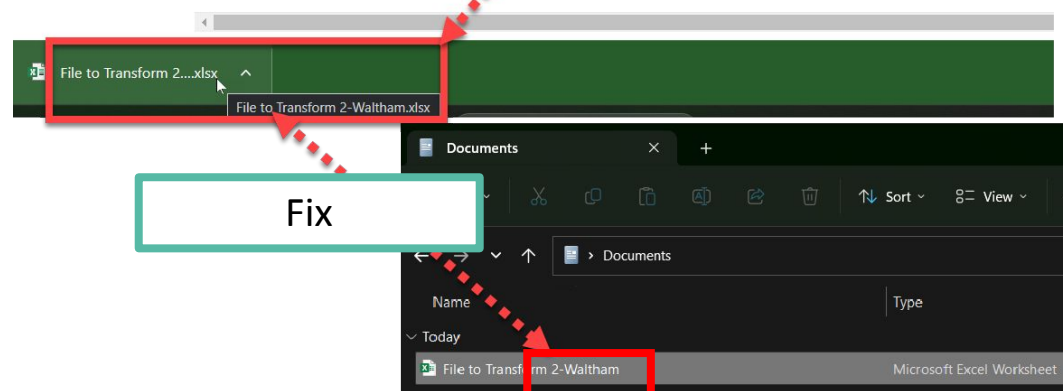 File to Transform 2....xlsx
File to Transform 2-Waltham.xlsx
Documents
Fix
Sort
View
Documents
Name
Type
Today
File to Transform 2-Waltham
Microsoft Excel Worksheet